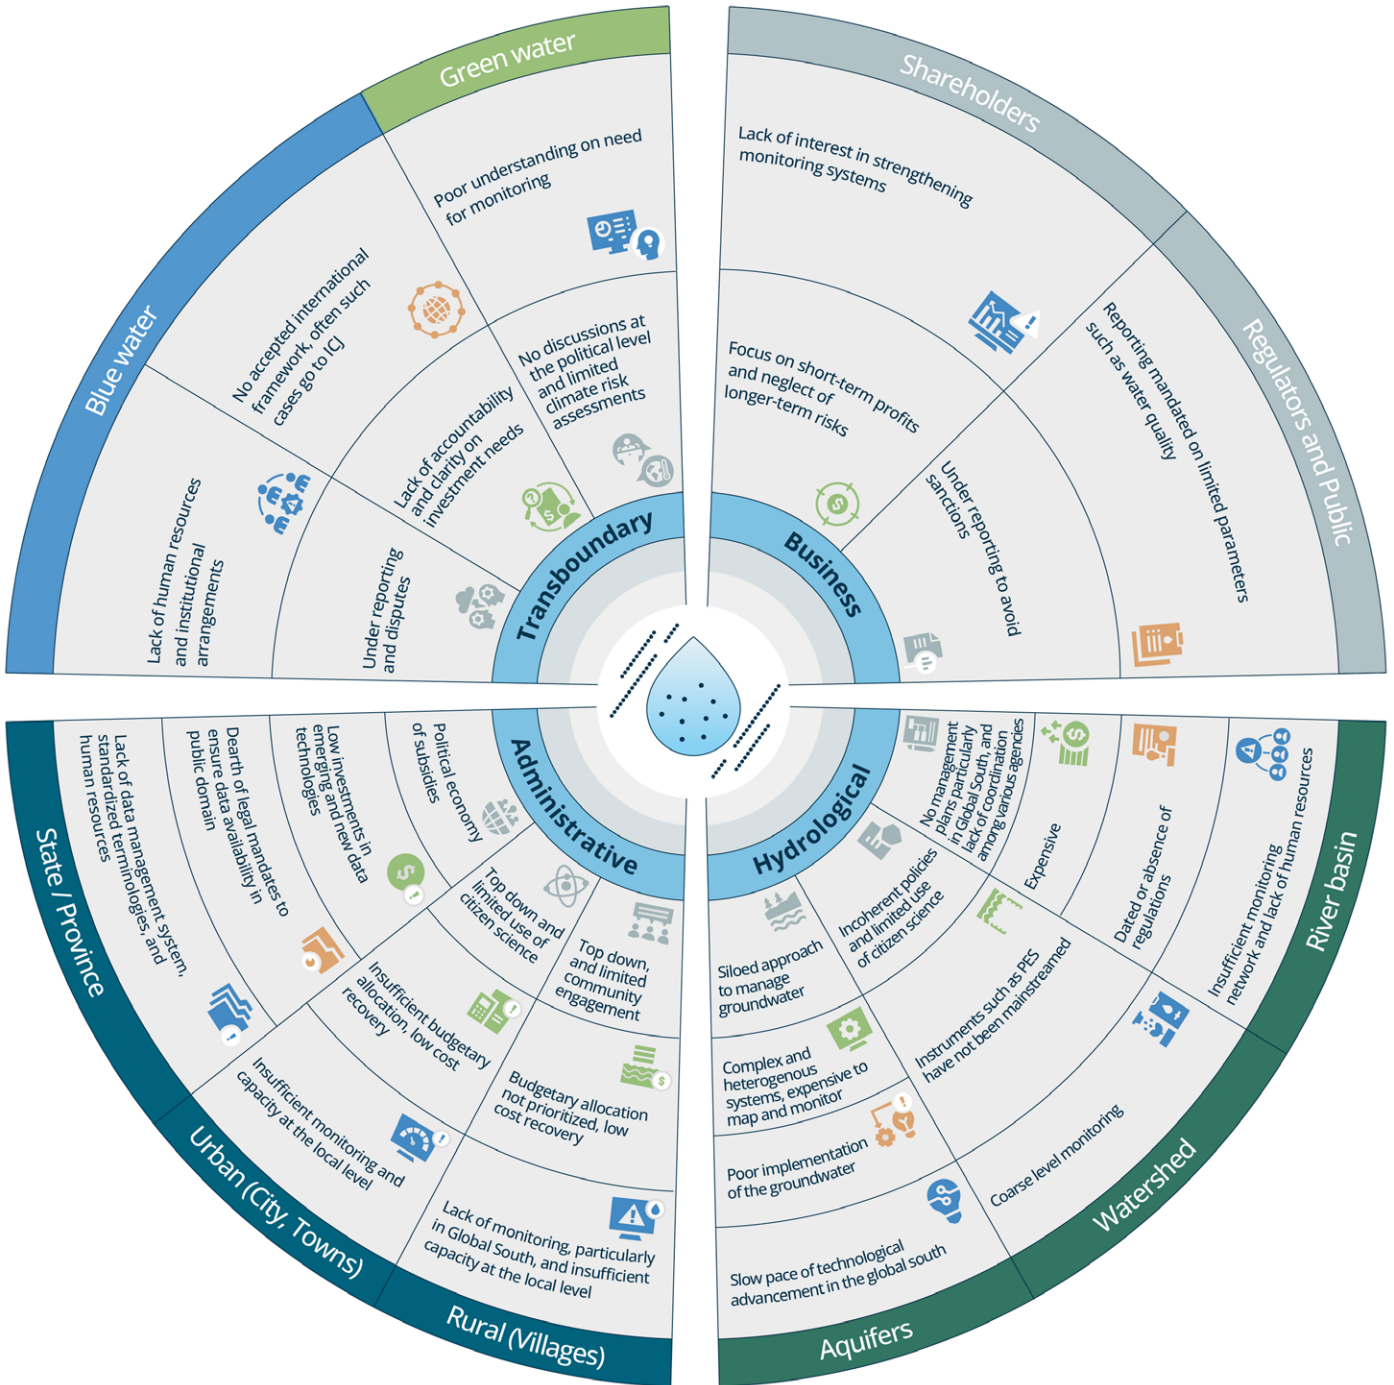 Green water
Poor understanding on need
for monitoring
No discussions at
the political level
and limited
climate risk
assessments
Blue water
No accepted international
framework, often such
cases go to ICJ
Lack of accountability
and clarity on
investment needs
Lack of human resources
and institutional
arrangements
Under reporting
and disputes
Transboundary
Shareholders
Lack of interest in strengthening
monitoring systems
Focus on short-term profits
and neglect of
longer-term risks
Regulators and Public
Reporting mandated on limited parameters
such as water quality
Under reporting to avoid
sanctions
Business
Administrative
State / Province
Lack of data management system,
standardized terminologies, and
human resources
Dearth of legal mandates to
ensure data availability in
public domain
Low investments in
emerging and new data
technologies
Political economy
of subsidies
Urban (City, Towns)
Insufficient monitoring and
capacity at the local level
Insufficient budgetary
allocation, low cost
recovery
Top down and
limited use of
citizen science
Rural (Villages)
Lack of monitoring, particularly
in Global South, and insufficient
capacity at the local level
Budgetary allocation
not prioritized, low
cost recovery
Top down,
and limited
community
engagement
Hydrological
River basin
Insufficient monitoring
network and lack of human resources
Dated or absence of
regulations
Expensive
No management
plans particularly
in Global South, and
lack of coordination
among various agencies
Watershed
Coarse level monitoring
Instruments such as PES
have not been mainstreamed
Incoherent policies
and limited use
of citizen science
Aquifers
Slow pace of technological
advancement in the global south
Poor implementation
of the groundwater
Complex and
heterogenous
systems, expensive to
map and monitor
Siloed approach
to manage
groundwater